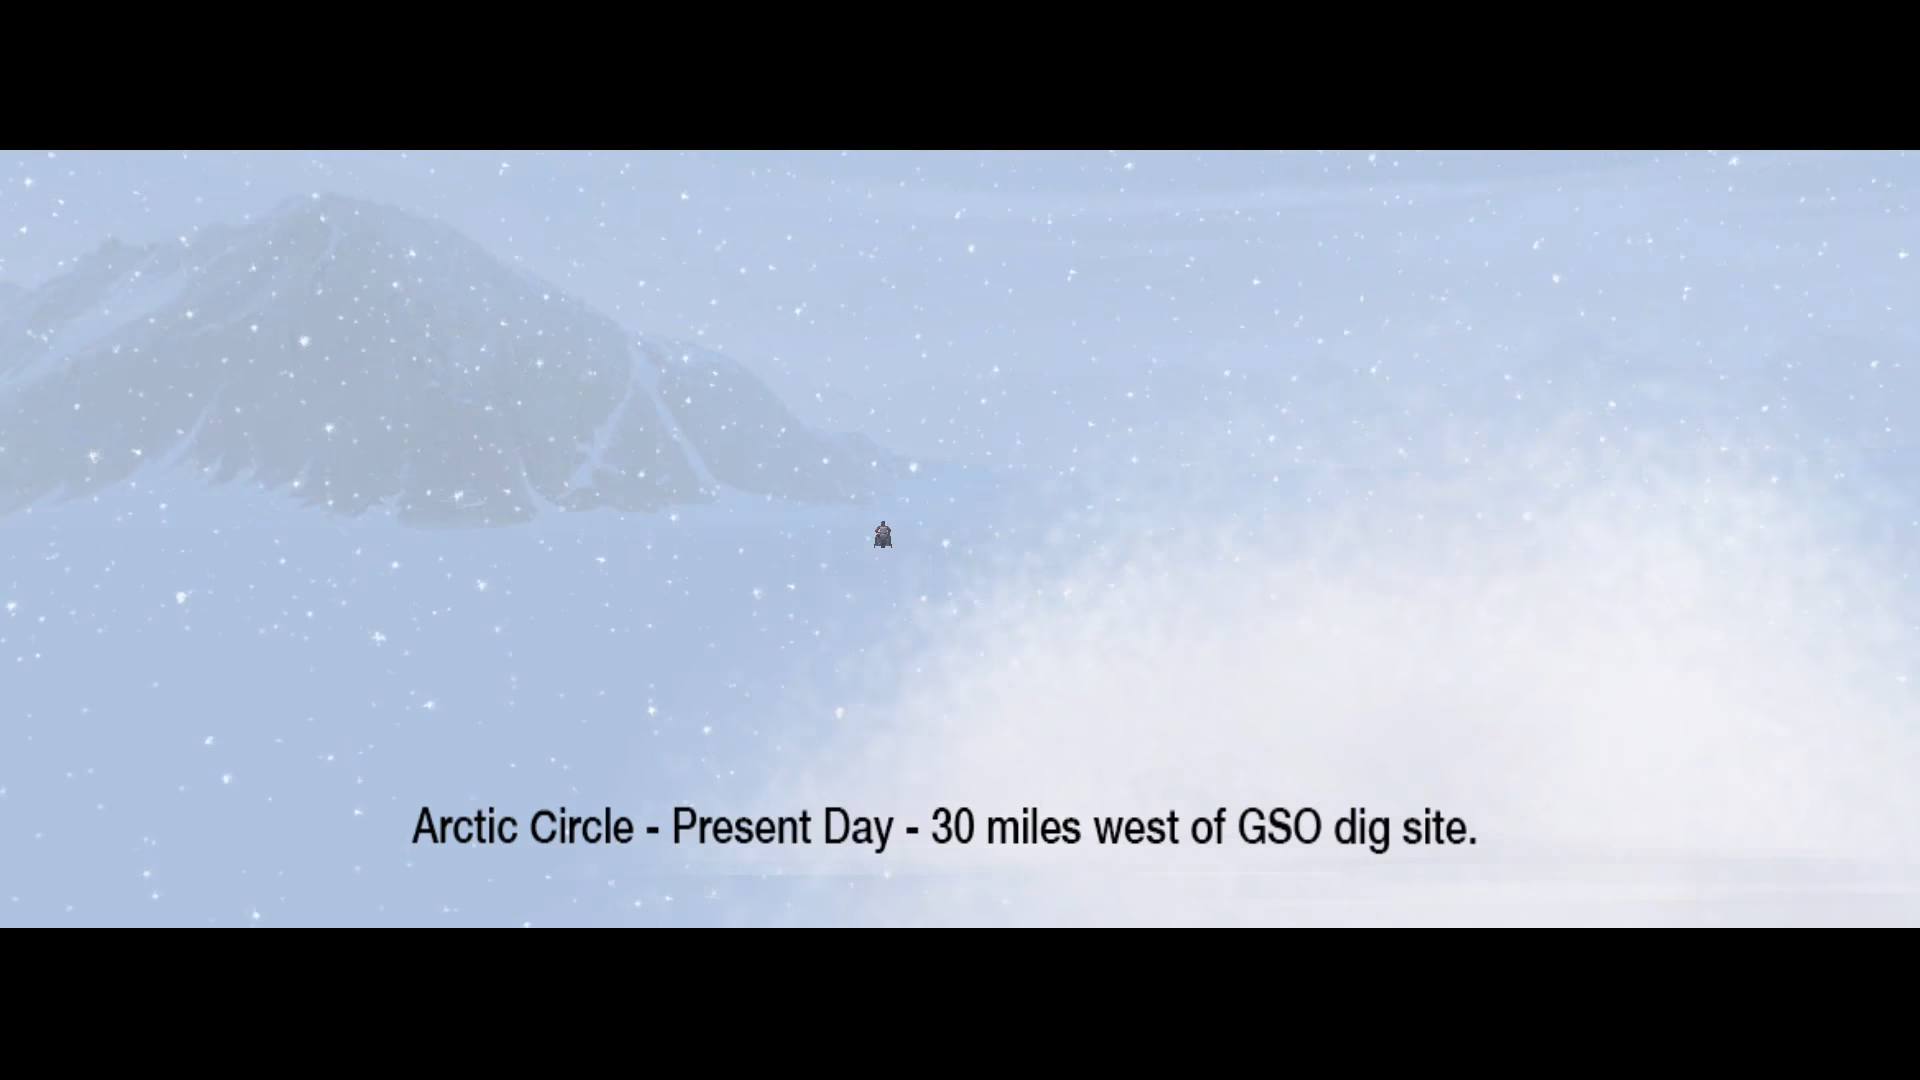 Arctic Circle - Present Day - 30 miles west of GSO dig site.